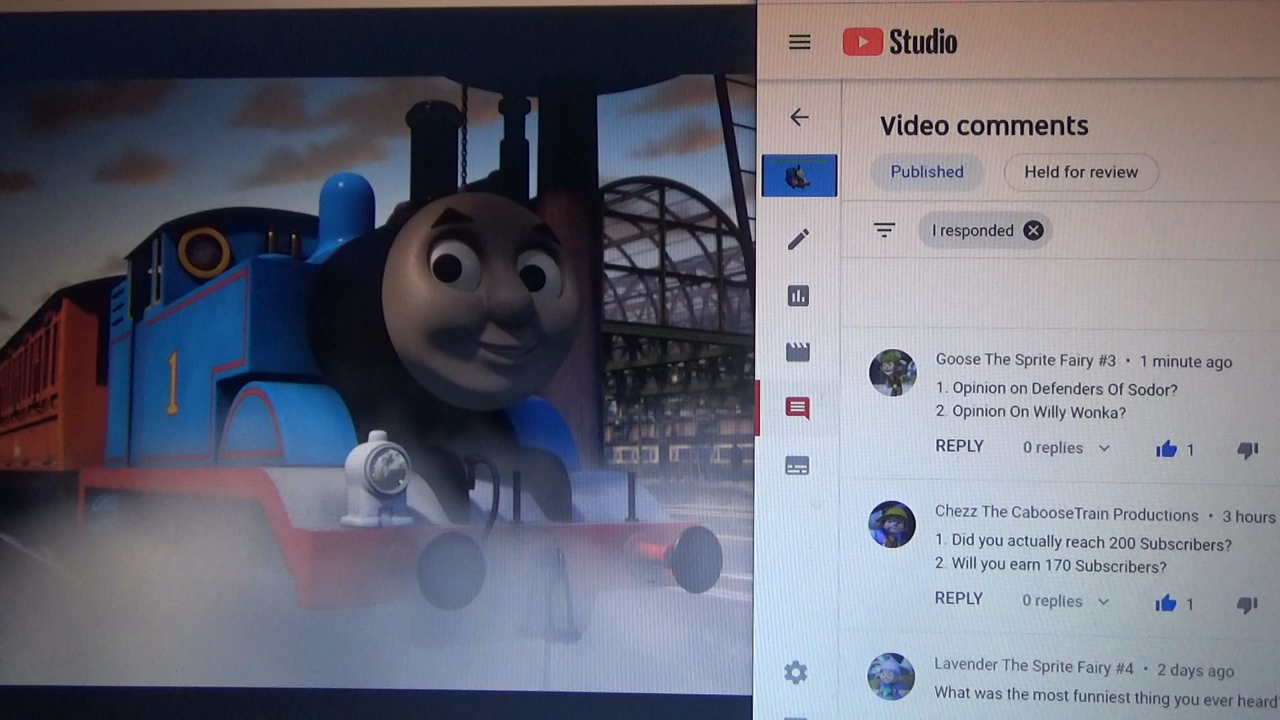 1
Studio
Video comments
Published
Held for review
I responded
Goose The Sprite Fairy #3 • 1 minute ago
1. Opinion on Defenders Of Sodor?
2. Opinion On Willy Wonka?
REPLY
0 replies
1
Chezz The CabooseTrain Productions • 3 hours
1. Did you actually reach 200 Subscribers?
2. Will you earn 170 Subscribers?
REPLY
0 replies
1
Lavender The Sprite Fairy #4 • 2 days ago
What was the most funniest thing you ever heard